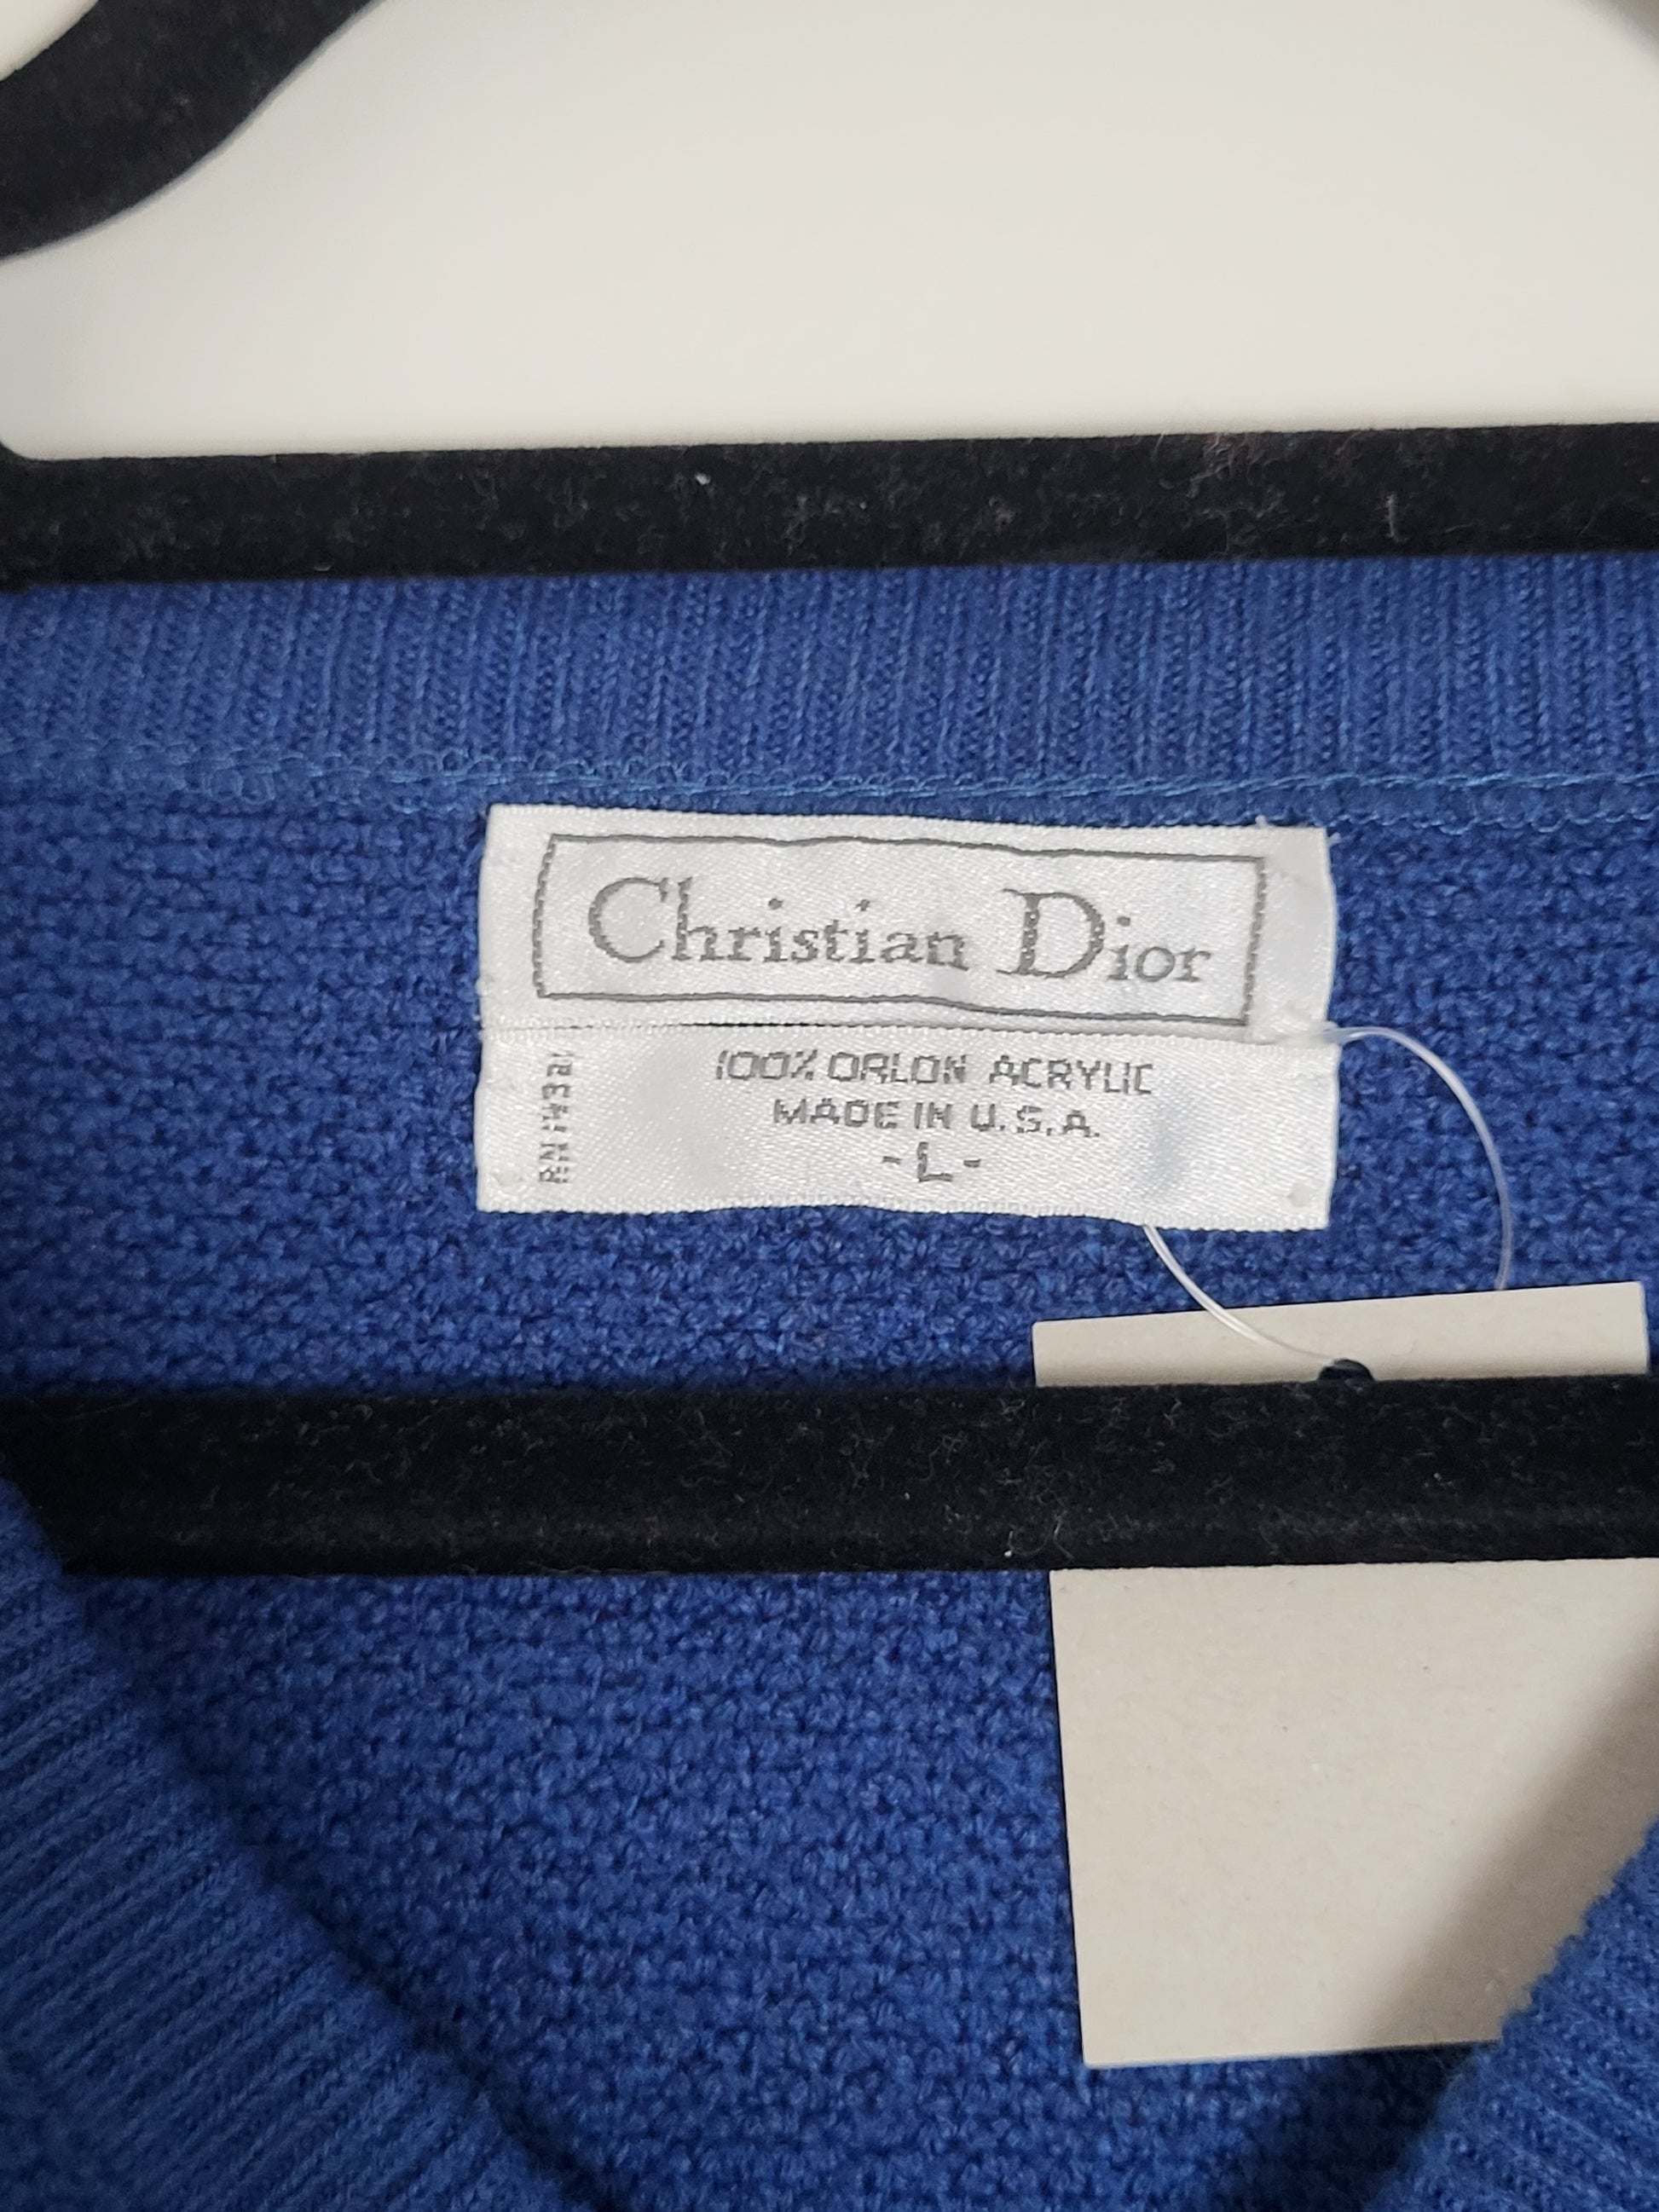 Christian Dior
100% ORLON ACRYLIC
MADE IN U.S.A.
-L-